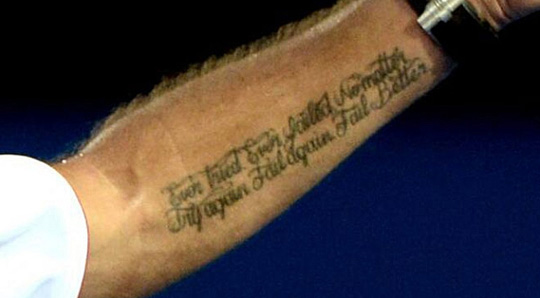 Ever tried Ever failed No matter
Try again Fail again Fail Better